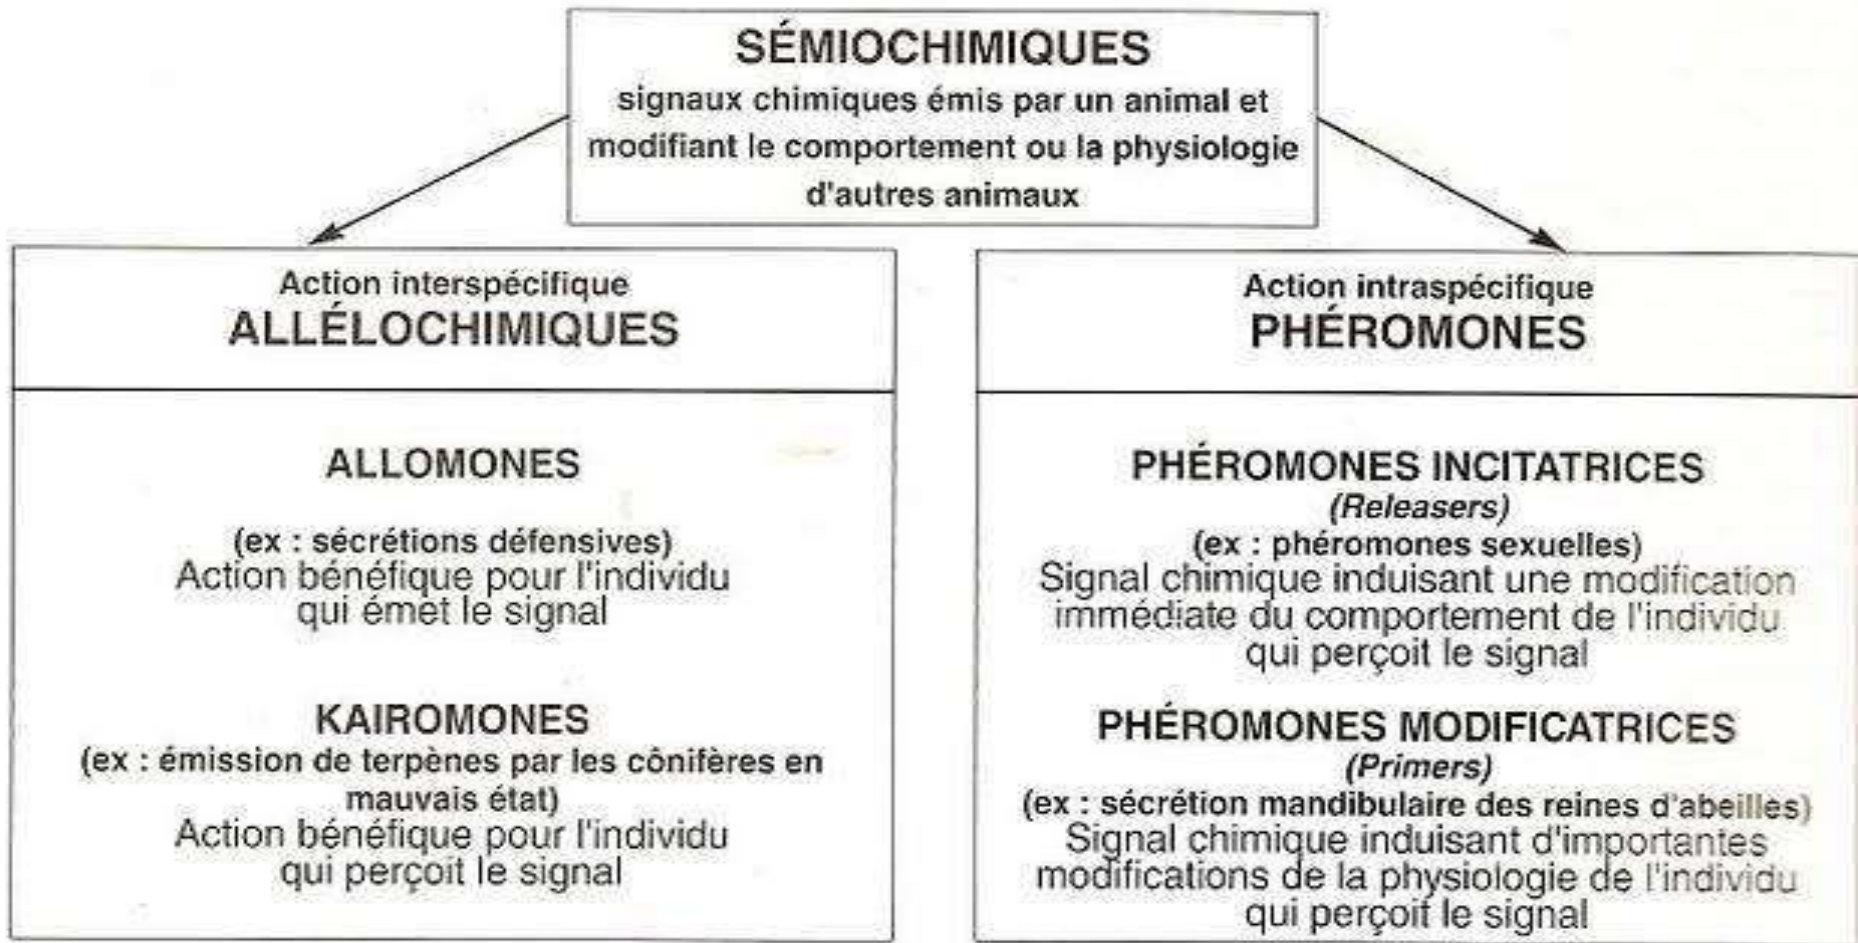 SÉMIOCHIMIQUES
signaux chimiques émis par un animal et
modifiant le comportement ou la physiologie
d'autres animaux
Action interspécifique
ALLÉLOCHIMIQUES
ALLOMONES
(ex : sécrétions défensives)
Action bénéfique pour l'individu
qui émet le signal
KAIROMONES
(ex : émission de terpènes par les cônifères en
mauvais état)
Action bénéfique pour l'individu
qui perçoit le signal
Action intraspécifique
PHÉROMONES
PHÉROMONES INCITATRICES
(Releasers)
(ex : phéromones sexuelles)
Signal chimique induisant une modification
immédiate du comportement de l'individu
qui perçoit le signal
PHÉROMONES MODIFICATRICES
(Primers)
(ex : sécrétion mandibulaire des reines d'abeilles)
Signal chimique induisant d'importantes
modifications de la physiologie de l'individu
qui perçoit le signal